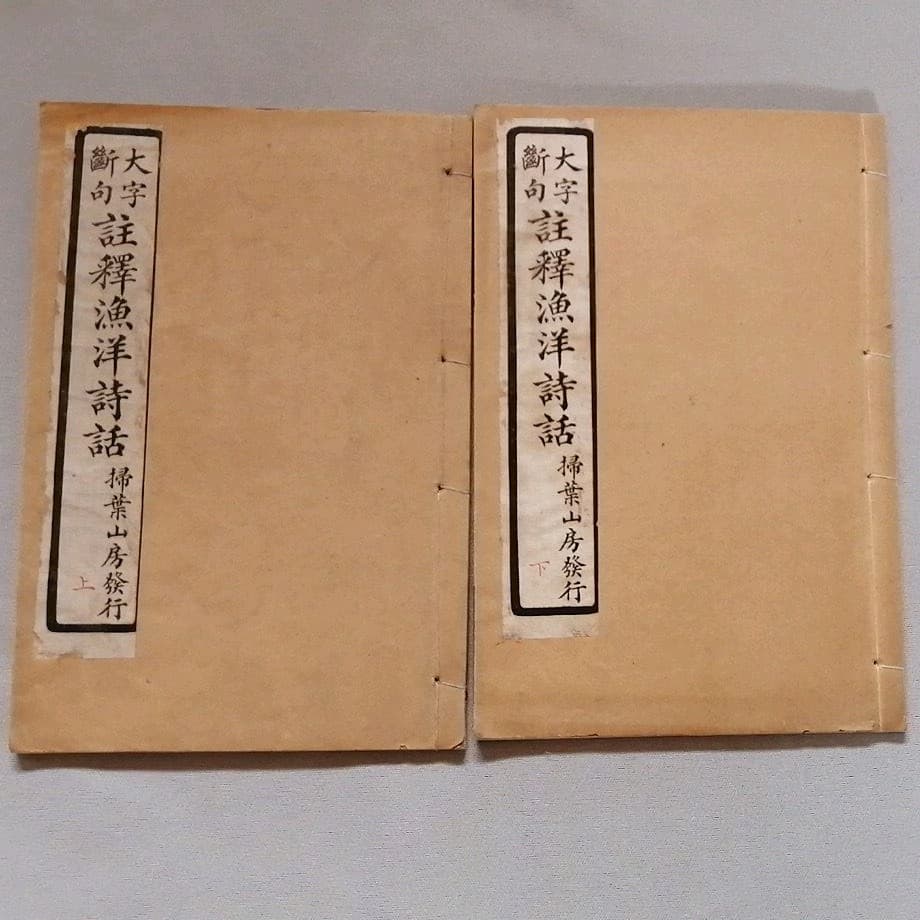 大字
斷句
註釋漁洋詩話
掃葉山房發行
上
大字
斷句
註釋漁洋詩話
掃葉山房發行
下